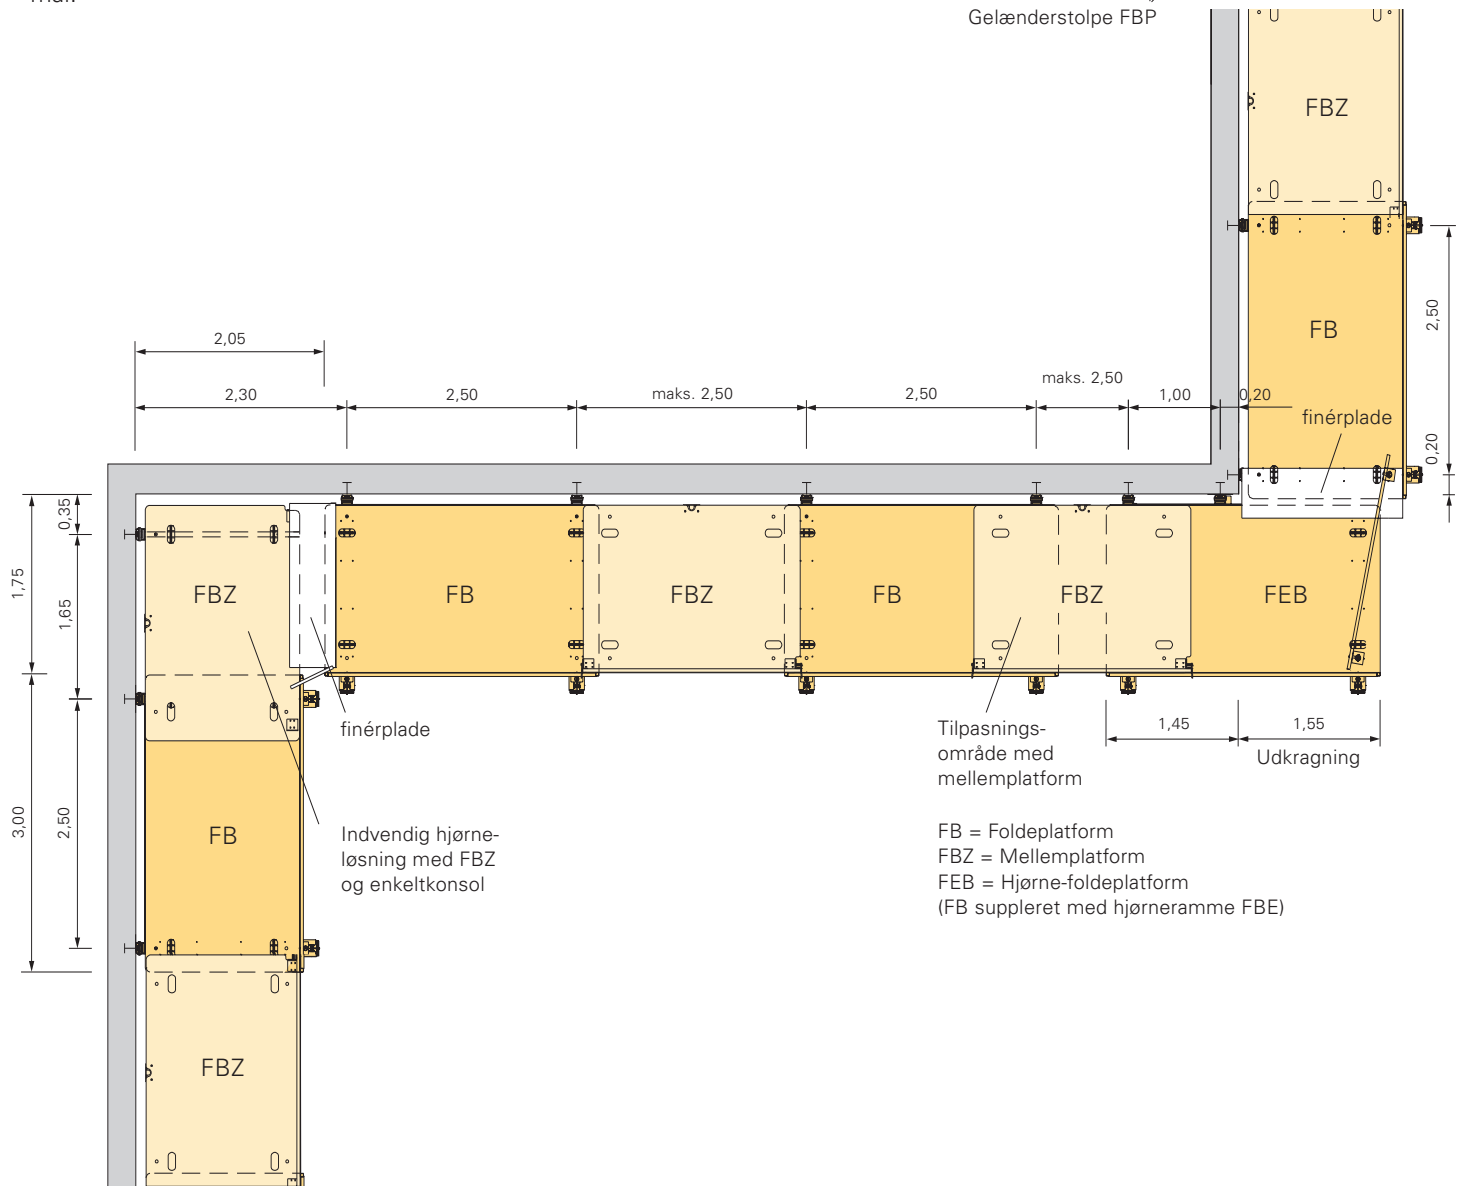 Gelænderstolpe FBP
FBZ
FB
2,50
0,20
2,05
2,30
2,50
maks. 2,50
2,50
maks. 2,50
1,00
0,20
finérplade
0,35
1,75
1,65
3,00
2,50
FBZ
FB
FBZ
FB
FBZ
FEB
finérplade
1,45
1,55
Udkragning
Tilpasnings-
område med
mellemplatform
FB
Indvendig hjørne-
løsning med FBZ
og enkeltkonsol
FB = Foldeplatform
FBZ = Mellemplatform
FEB = Hjørne-foldeplatform
(FB suppleret med hjørneramme FBE)
FBZ